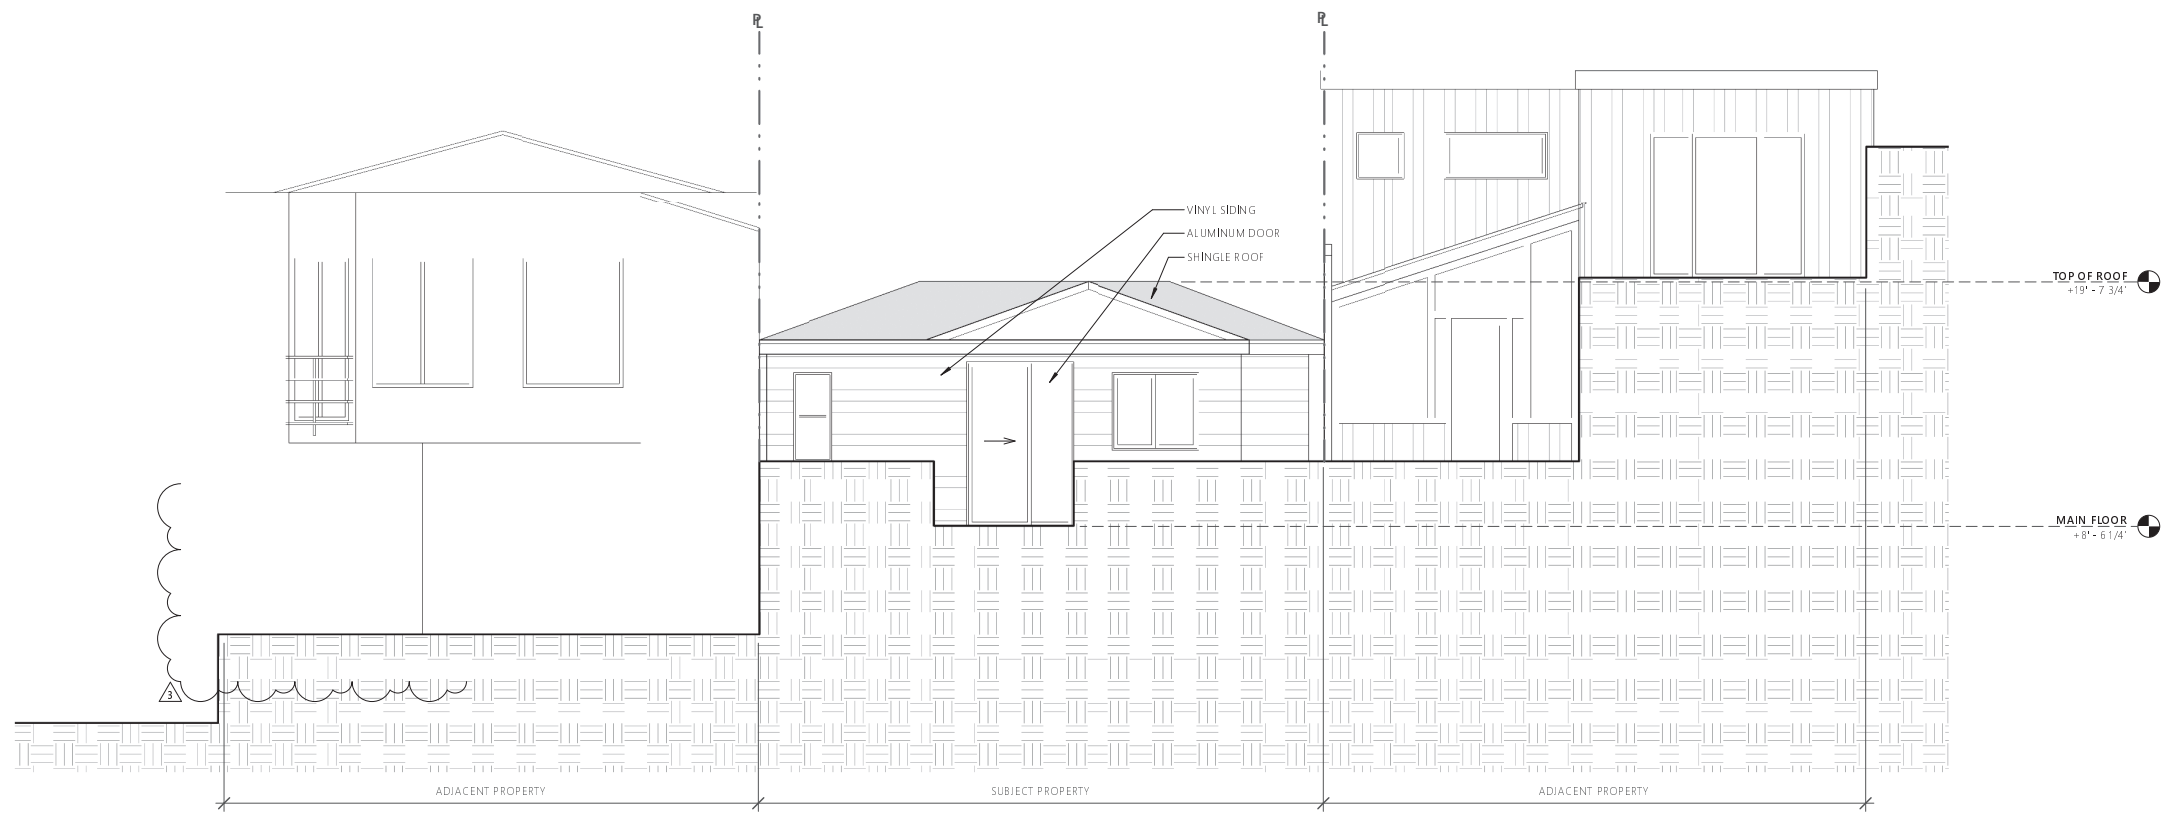 PL
PL
VINYL SIDING
ALUMINUM DOOR
SHINGLE ROOF
TOP OF ROOF
+19' - 7 3/4"
MAIN FLOOR
+8' - 6 1/4"
3
ADJACENT PROPERTY
SUBJECT PROPERTY
ADJACENT PROPERTY